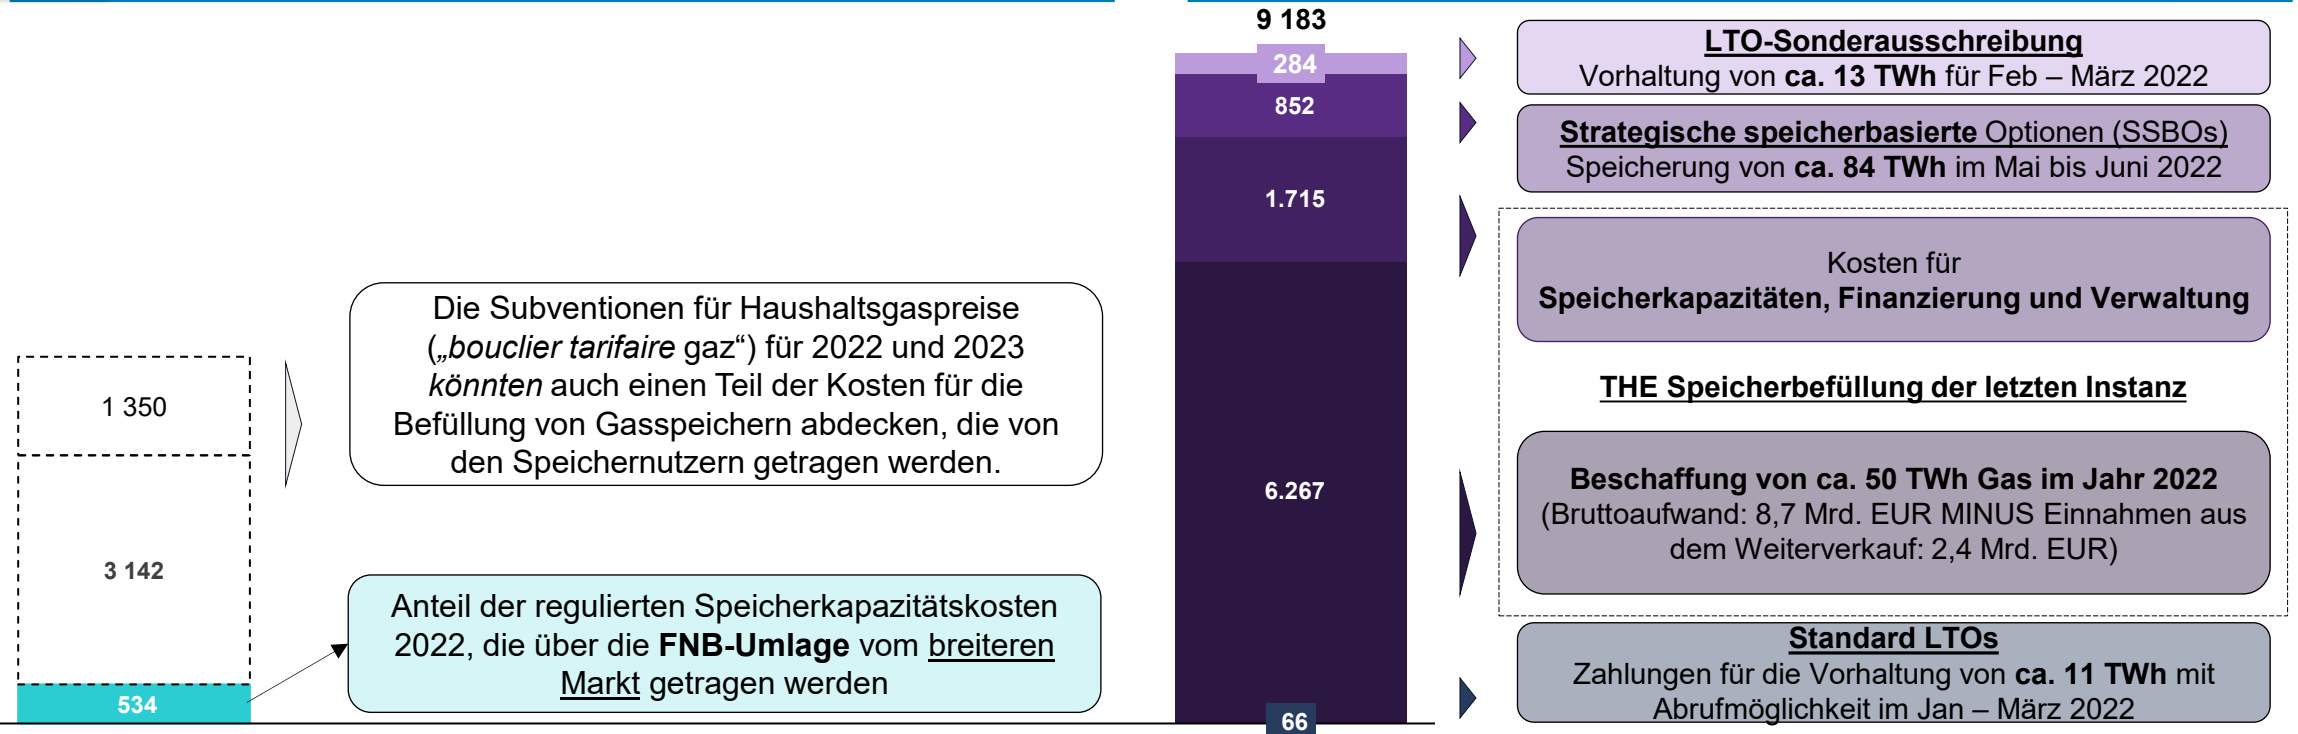 1 350
3 142
534
Die Subventionen für Haushaltsgaspreise
(„bouclier tarifaire gaz“) für 2022 und 2023
könnten auch einen Teil der Kosten für die
Befüllung von Gasspeichern abdecken, die von
den Speichernutzern getragen werden.
Anteil der regulierten Speicherkapazitätskosten
2022, die über die FNB-Umlage vom breiteren
Markt getragen werden
9 183
284
852
1.715
6.267
66
LTO-Sonderausschreibung
Vorhaltung von ca. 13 TWh für Feb – März 2022
Strategische speicherbasierte Optionen (SSBOs)
Speicherung von ca. 84 TWh im Mai bis Juni 2022
Kosten für
Speicherkapazitäten, Finanzierung und Verwaltung
THE Speicherbefüllung der letzten Instanz
Beschaffung von ca. 50 TWh Gas im Jahr 2022
(Bruttoaufwand: 8,7 Mrd. EUR MINUS Einnahmen aus
dem Weiterverkauf: 2,4 Mrd. EUR)
Standard LTOs
Zahlungen für die Vorhaltung von ca. 11 TWh mit
Abrufmöglichkeit im Jan – März 2022